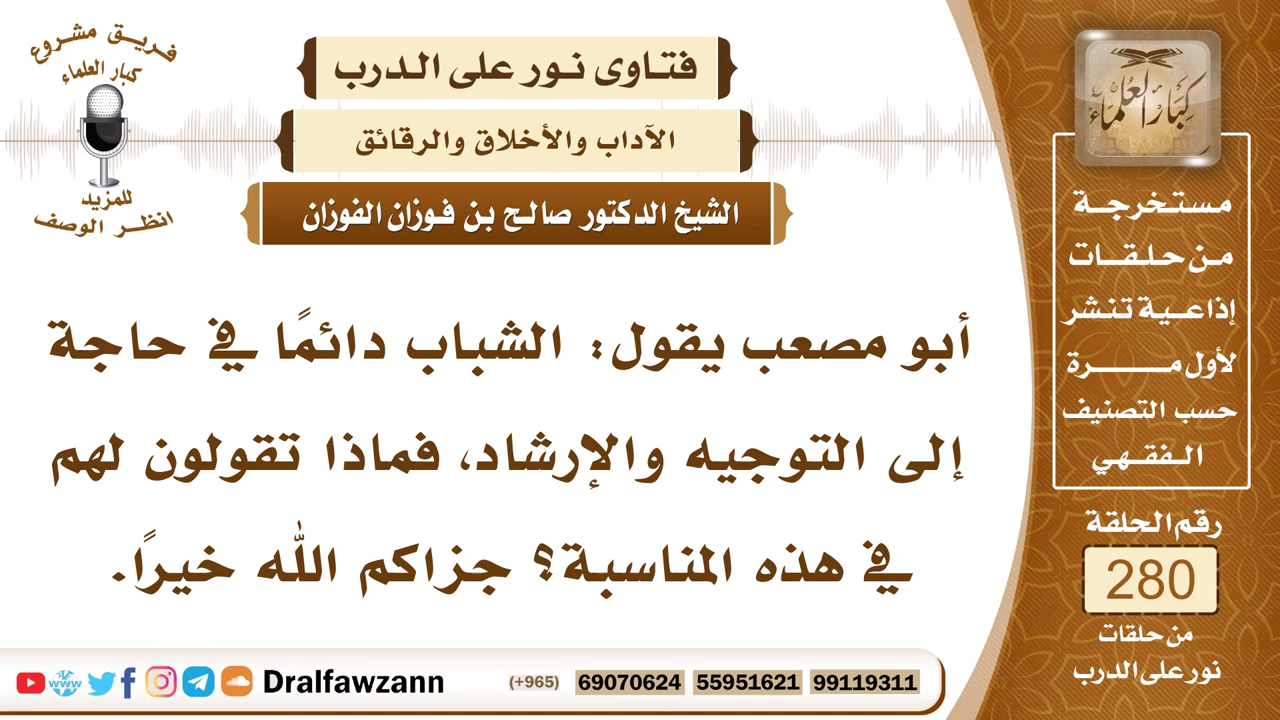 فريق مشروع
كبار العلماء
للمزيد
انظر الوصف
فتاوى نور على الدرب
الآداب والأخلاق والرقائق
الشيخ الدكتور صالح بن فوزان الفوزان
أبو مصعب يقول: الشباب دائمًا في حاجة
إلى التوجيه والإرشاد، فماذا تقولون لهم
في هذه المناسبة؟ جزاكم الله خيرًا.
كبار العلماء
مستخرجة
من حلقات
إذاعية تنشر
لأول مرة
حسب التصنيف
الفقهي
رقم الحلقة
280
من حلقات
نور على الدرب
www
Dralfawzann
(+965) 69070624 55951621 99119311